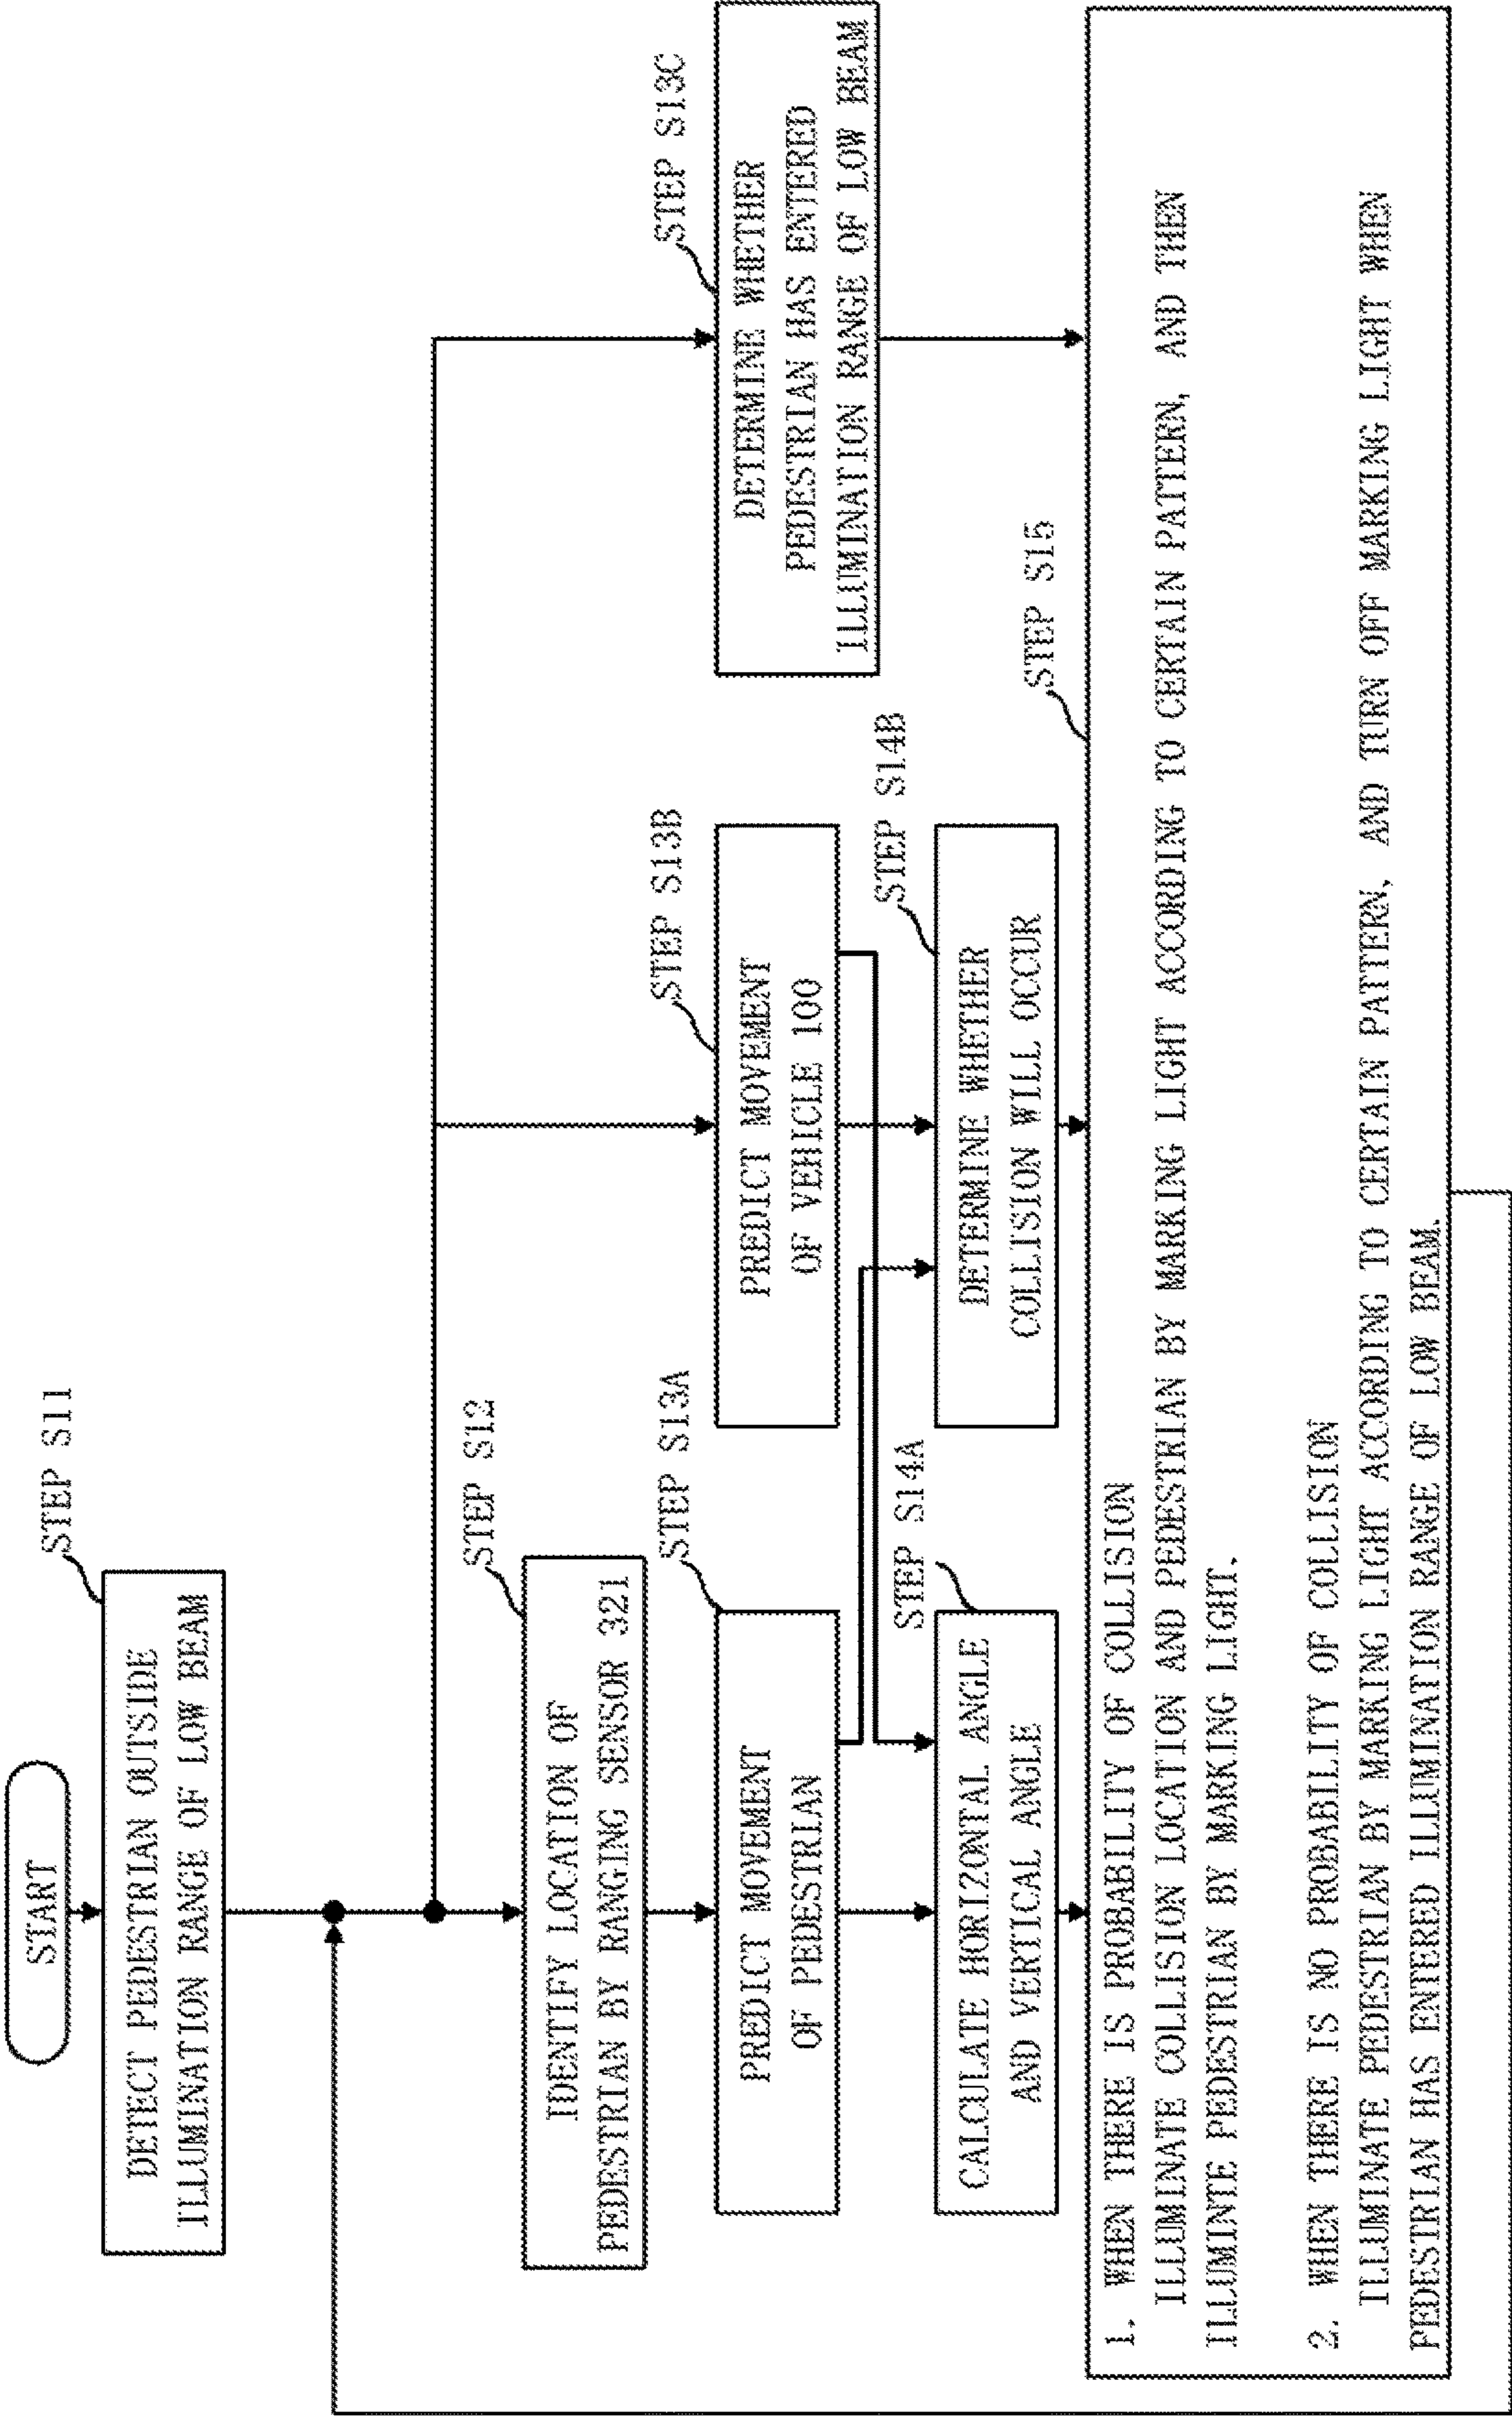 START
STEP S11
DETECT PEDESTRIAN OUTSIDE
ILLUMINATION RANGE OF LOW BEAM
STEP S12
IDENTIFY LOCATION OF
PEDESTRIAN BY RANGING SENSOR 321
STEP S13A
PREDICT MOVEMENT
OF PEDESTRIAN
STEP S13B
PREDICT MOVEMENT
OF VEHICLE 100
STEP S13C
DETERMINE WHETHER
PEDESTRIAN HAS ENTERED
ILLUMINATION RANGE OF LOW BEAM
STEP S14A
CALCULATE HORIZONTAL ANGLE
AND VERTICAL ANGLE
STEP S14B
DETERMINE WHETHER
COLLISION WILL OCCUR
STEP S15
1. WHEN THERE IS PROBABILITY OF COLLISION
ILLUMINATE COLLISION LOCATION AND PEDESTRIAN BY MARKING LIGHT ACCORDING TO CERTAIN PATTERN, AND THEN
ILLUMINTE PEDESTRIAN BY MARKING LIGHT.
2. WHEN THERE IS NO PROBABILITY OF COLLISION
ILLUMINATE PEDESTRIAN BY MARKING LIGHT ACCORDING TO CERTAIN PATTERN, AND TURN OFF MARKING LIGHT WHEN
PEDESTRIAN HAS ENTERED ILLUMINATION RANGE OF LOW BEAM.